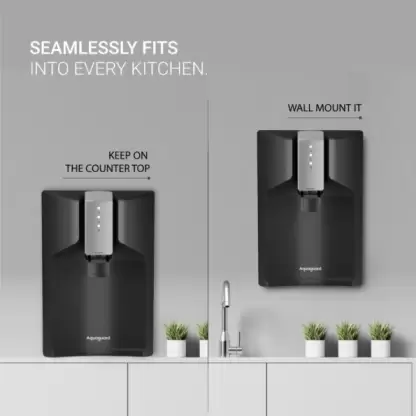 SEAMLESSLY FITS
INTO EVERY KITCHEN.
WALL MOUNT IT
KEEP ON
THE COUNTER TOP
Aquaguard
Aquaguard